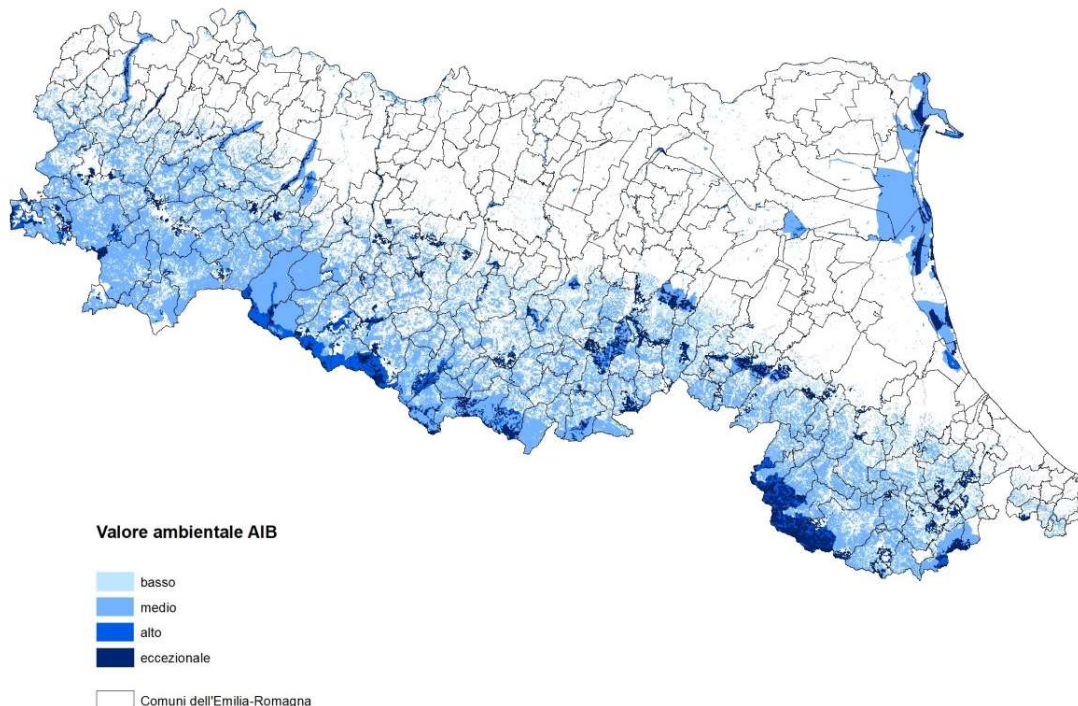 Valore ambientale AIB
basso
medio
alto
eccezionale
Comuni dell'Emilia-Romagna